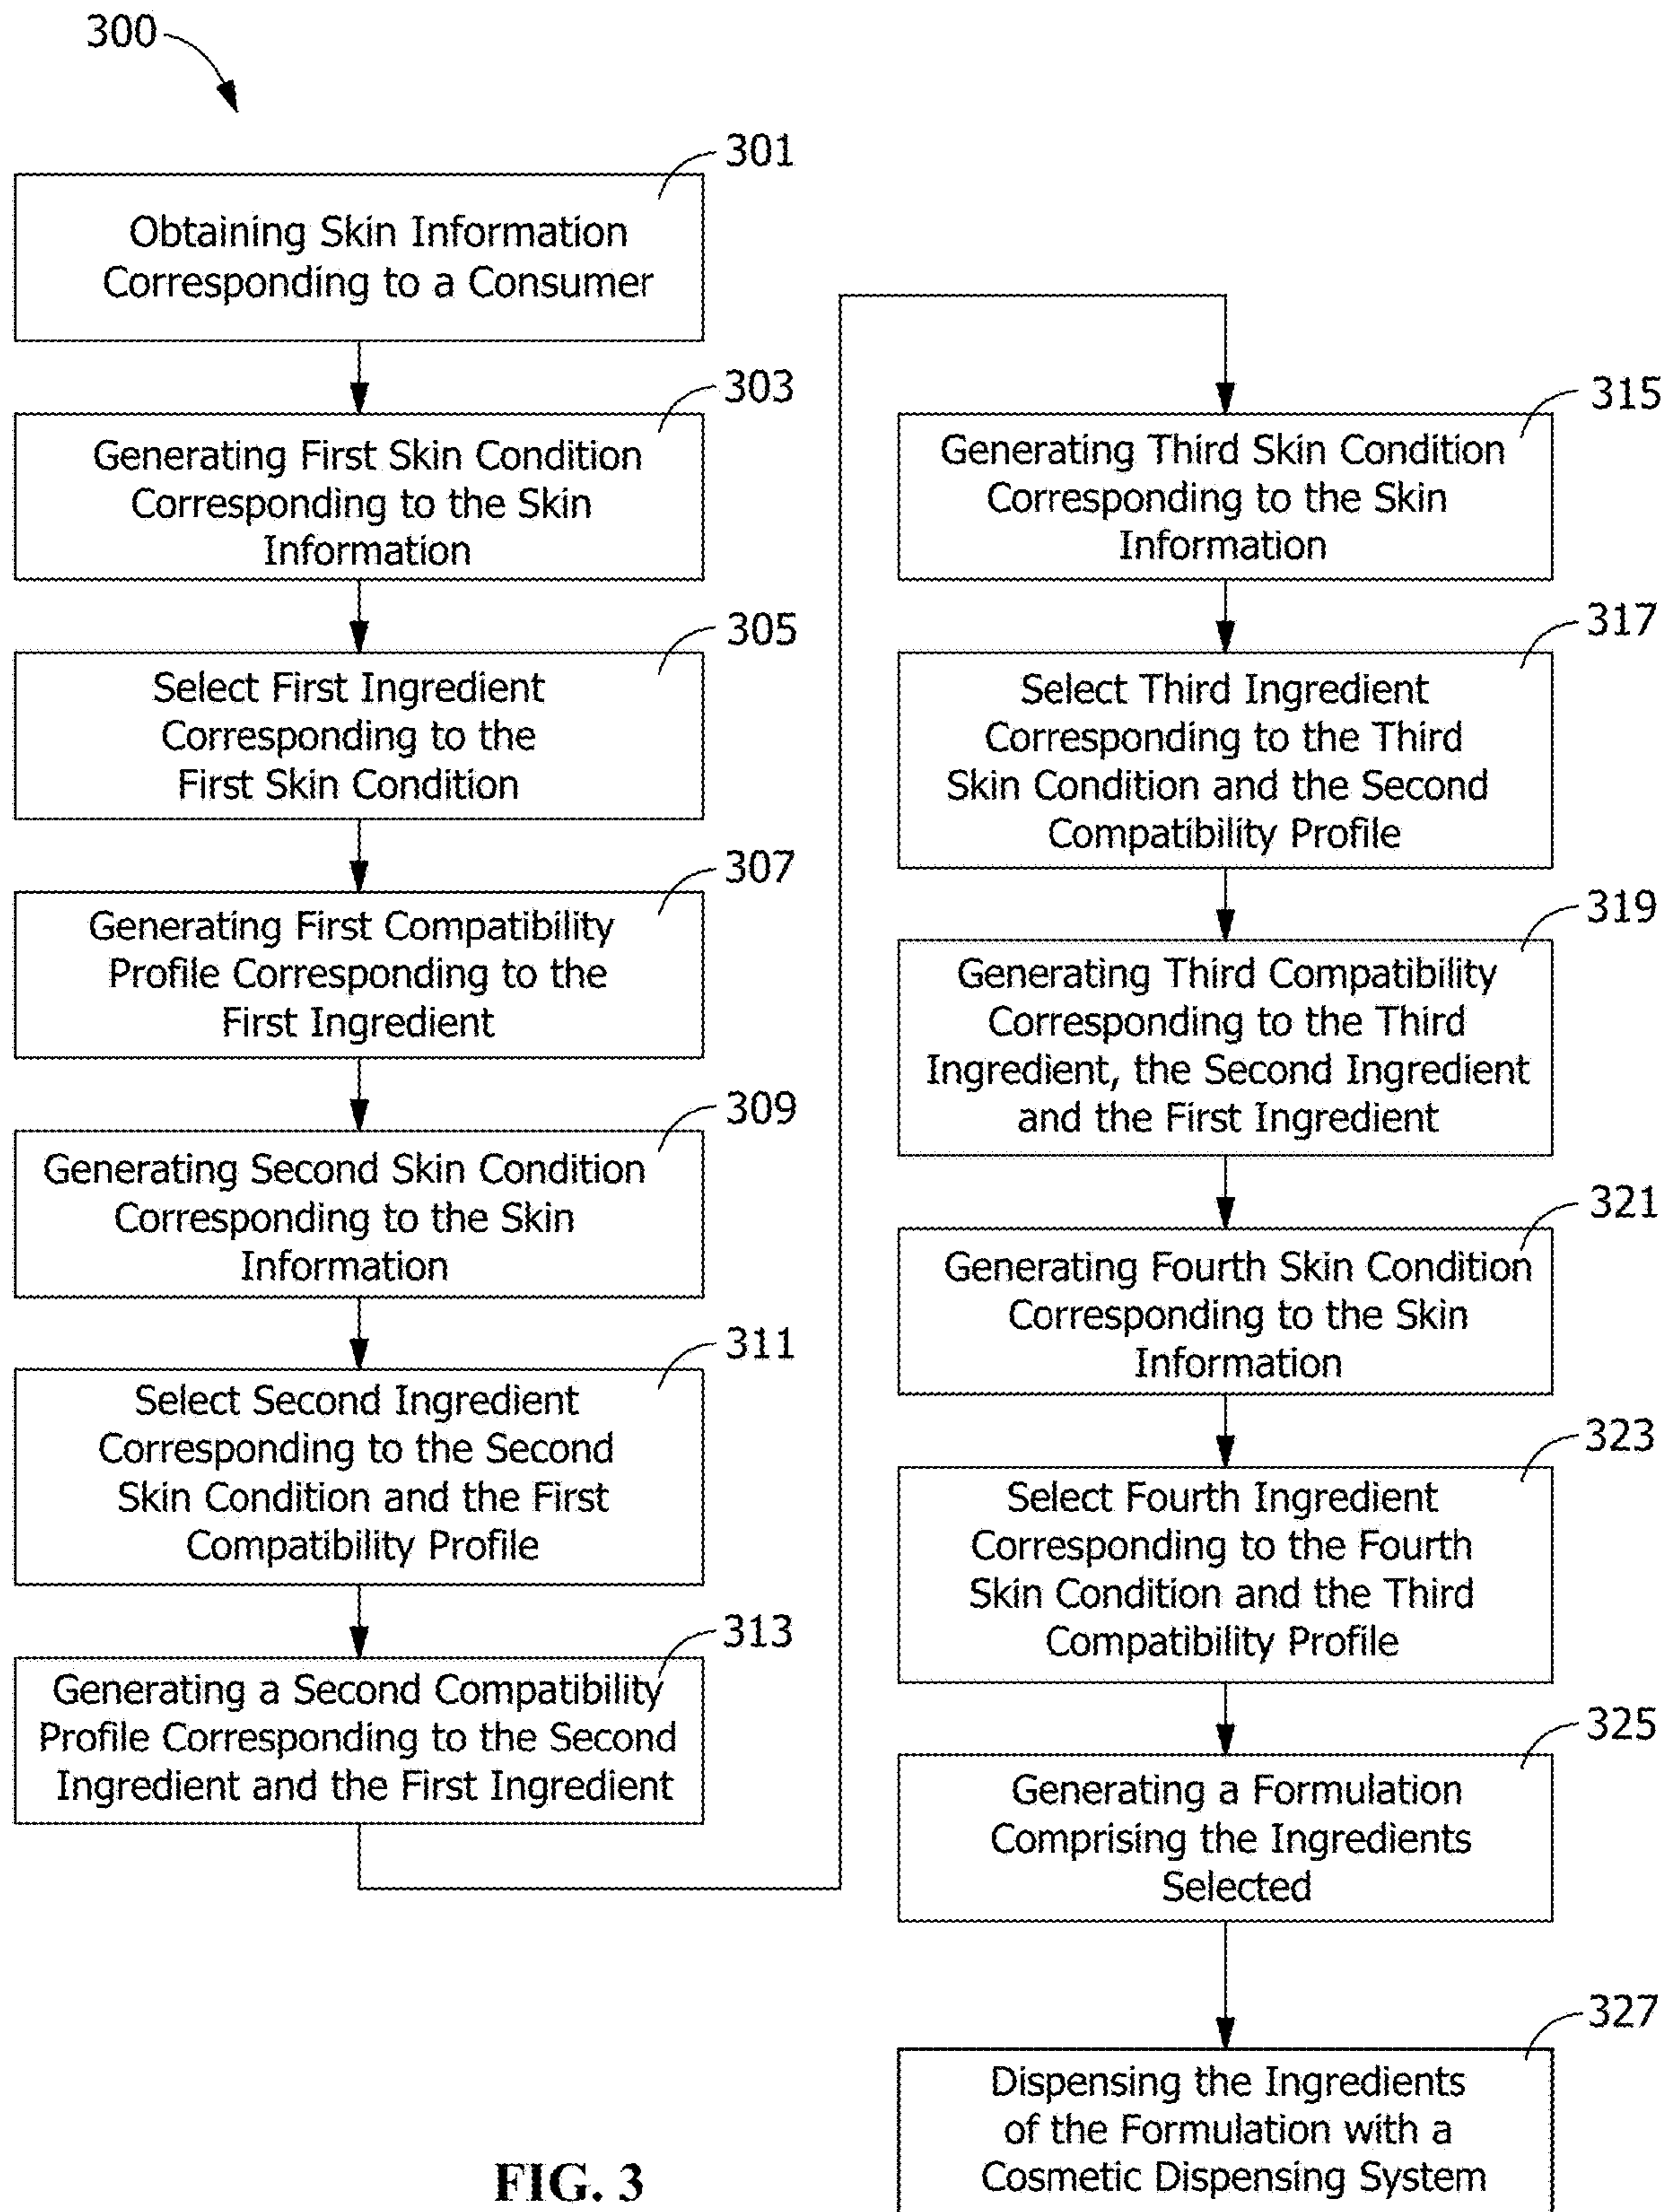 300
301
Obtaining Skin Information
Corresponding to a Consumer
303
Generating First Skin Condition
Corresponding to the Skin
Information
305
Select First Ingredient
Corresponding to the
First Skin Condition
307
Generating First Compatibility
Profile Corresponding to the
First Ingredient
309
Generating Second Skin Condition
Corresponding to the Skin
Information
311
Select Second Ingredient
Corresponding to the Second
Skin Condition and the First
Compatibility Profile
313
Generating a Second Compatibility
Profile Corresponding to the Second
Ingredient and the First Ingredient
315
Generating Third Skin Condition
Corresponding to the Skin
Information
317
Select Third Ingredient
Corresponding to the Third
Skin Condition and the Second
Compatibility Profile
319
Generating Third Compatibility
Corresponding to the Third
Ingredient, the Second Ingredient
and the First Ingredient
321
Generating Fourth Skin Condition
Corresponding to the Skin
Information
323
Select Fourth Ingredient
Corresponding to the Fourth
Skin Condition and the Third
Compatibility Profile
325
Generating a Formulation
Comprising the Ingredients
Selected
327
Dispensing the Ingredients
of the Formulation with a
Cosmetic Dispensing System
FIG. 3